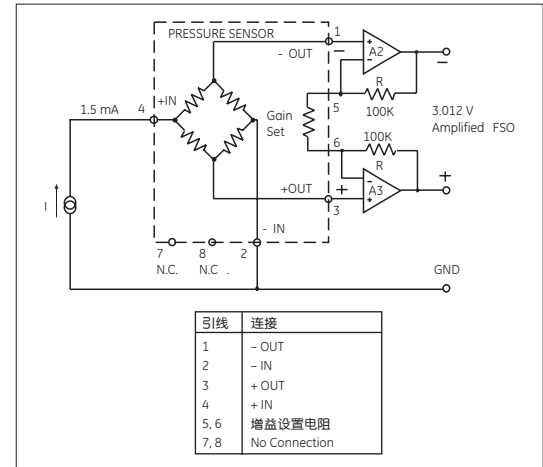 PRESSURE SENSOR
1
- OUT
−
+
A2
−
−
R
100K
5
1.5 mA
4
+IN
Gain
Set
3.012 V
Amplified FSO
6
100K
R
+OUT
+
−
A3
+
+
3
I
- IN
7
8
2
N.C.
N.C .
GND
引线 连接
1 – OUT
2 – IN
3 + OUT
4 + IN
5, 6 增益设置电阻
7, 8 No Connection